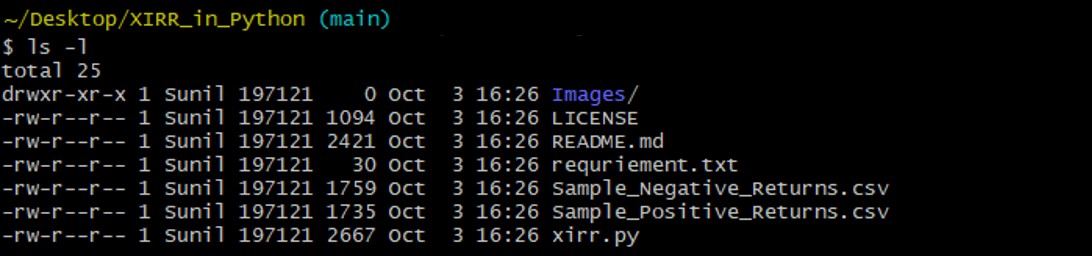 ~/Desktop/XIRR_in_Python (main)
$ ls -l
total 25
drwxr-xr-x 1 Sunil 197121    0 Oct  3 16:26 Images/
-rw-r--r-- 1 Sunil 197121 1094 Oct  3 16:26 LICENSE
-rw-r--r-- 1 Sunil 197121 2421 Oct  3 16:26 README.md
-rw-r--r-- 1 Sunil 197121   30 Oct  3 16:26 requriement.txt
-rw-r--r-- 1 Sunil 197121 1759 Oct  3 16:26 Sample_Negative_Returns.csv
-rw-r--r-- 1 Sunil 197121 1735 Oct  3 16:26 Sample_Positive_Returns.csv
-rw-r--r-- 1 Sunil 197121 2667 Oct  3 16:26 xirr.py